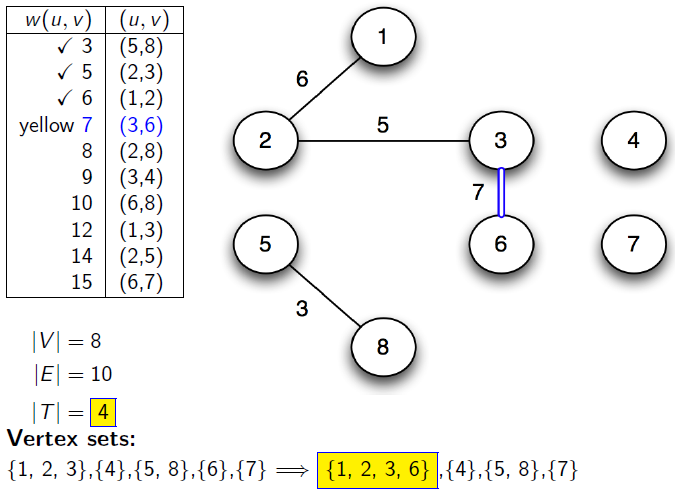 w(u, v) (u, v)
✓ 3 (5,8)
✓ 5 (2,3)
✓ 6 (1,2)
yellow 7 (3,6)
8 (2,8)
9 (3,4)
10 (6,8)
12 (1,3)
14 (2,5)
15 (6,7)
1
6
2
5
3
4
7
5
6
7
3
8
|V| = 8
|E| = 10
|T| = 4
Vertex sets:
{1, 2, 3},{4},{5, 8},{6},{7} ⟹ {1, 2, 3, 6},{4},{5, 8},{7}